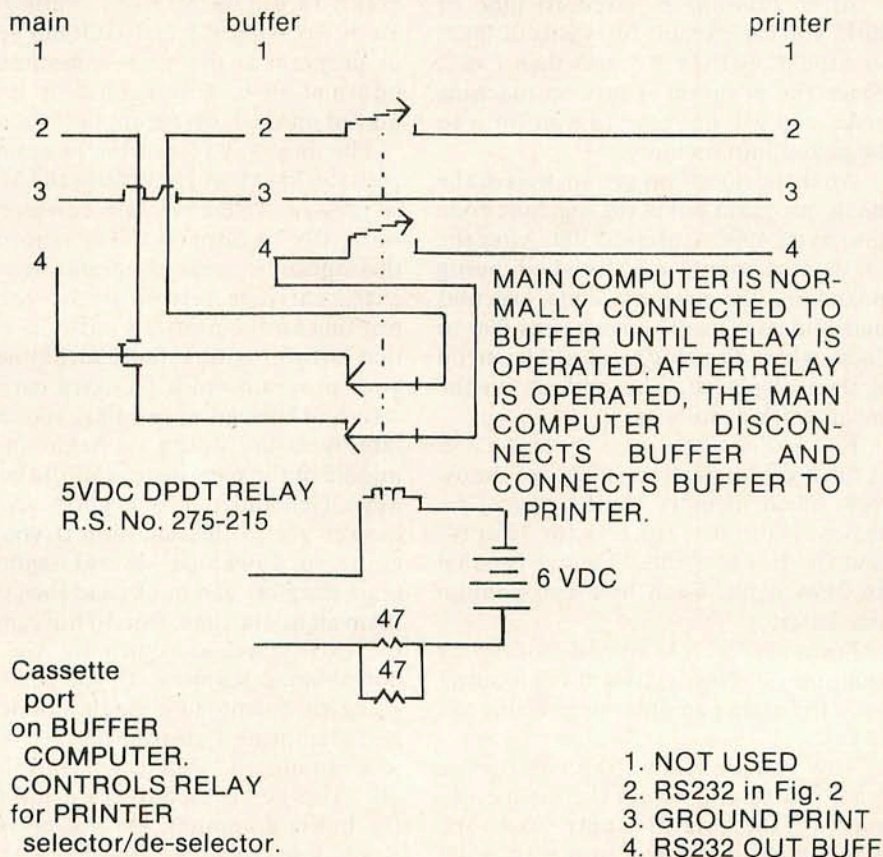 main buffer printer
1 1 1
2 2 2
3 3 3
4 4 4
MAIN COMPUTER IS NOR-
MALLY CONNECTED TO
BUFFER UNTIL RELAY IS
OPERATED. AFTER RELAY
IS OPERATED, THE MAIN
COMPUTER DISCON-
NECTS BUFFER AND
CONNECTS BUFFER TO
PRINTER.
5VDC DPDT RELAY
R.S. No. 275-215
6 VDC
47
47
Cassette
port
on BUFFER
COMPUTER.
CONTROLS RELAY
for PRINTER
selector/de-selector.
1. NOT USED
2. RS232 in Fig. 2
3. GROUND PRINT
4. RS232 OUT BUFF